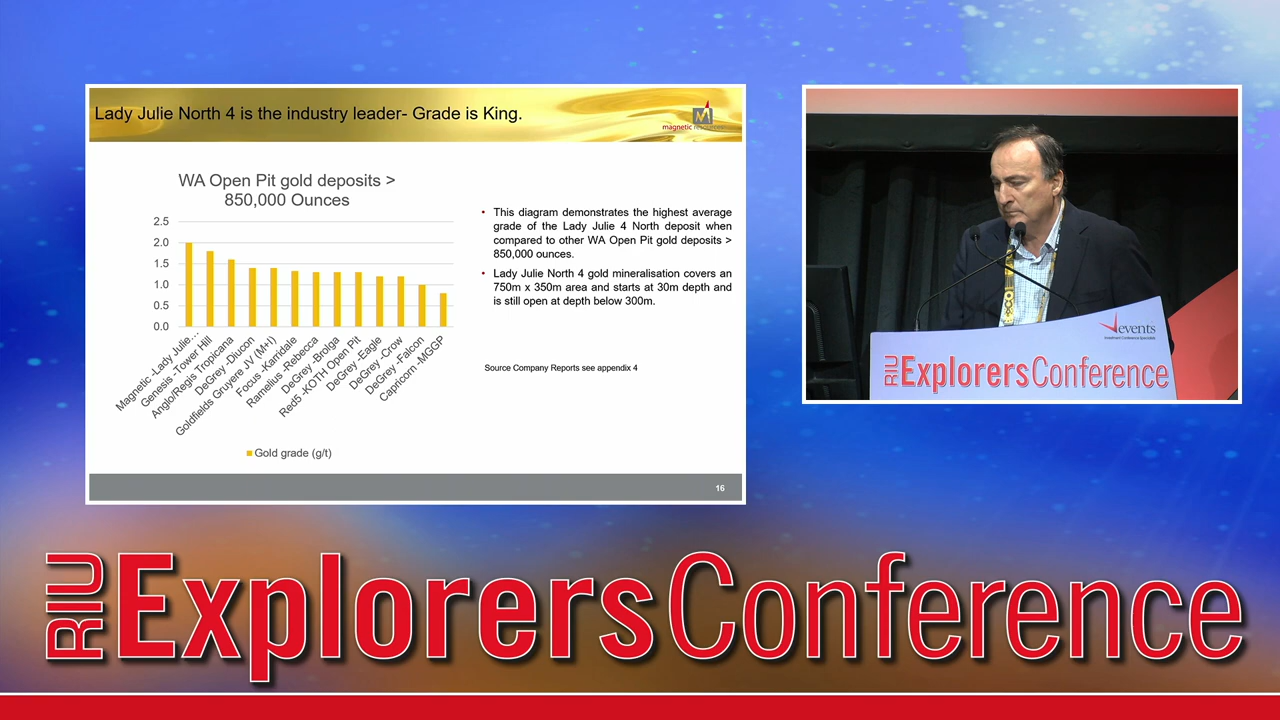 Lady Julie North 4 is the industry leader- Grade is King.
magnetic resources
WA Open Pit gold deposits >
850,000 Ounces
2.5
2.0
1.5
1.0
0.5
0.0
Magnetic -Lady Julie...
Genesis -Tower Hill
Anglo/Regis Tropicana
DeGrey -Diucon
Goldfields Gruyere JV (M+I)
Focus -Karridale
Ramelius -Rebecca
DeGrey -Brolga
Red5 -KOTH Open Pit
DeGrey -Eagle
DeGrey -Crow
DeGrey -Falcon
Capricorn -MGGP
Gold grade (g/t)
• This diagram demonstrates the highest average
grade of the Lady Julie 4 North deposit when
compared to other WA Open Pit gold deposits >
850,000 ounces.
• Lady Julie North 4 gold mineralisation covers an
750m x 350m area and starts at 30m depth and
is still open at depth below 300m.
Source Company Reports see appendix 4
16
Vevents
Investment Conference Specialists
RIU ExplorersConference
RIU ExplorersConference